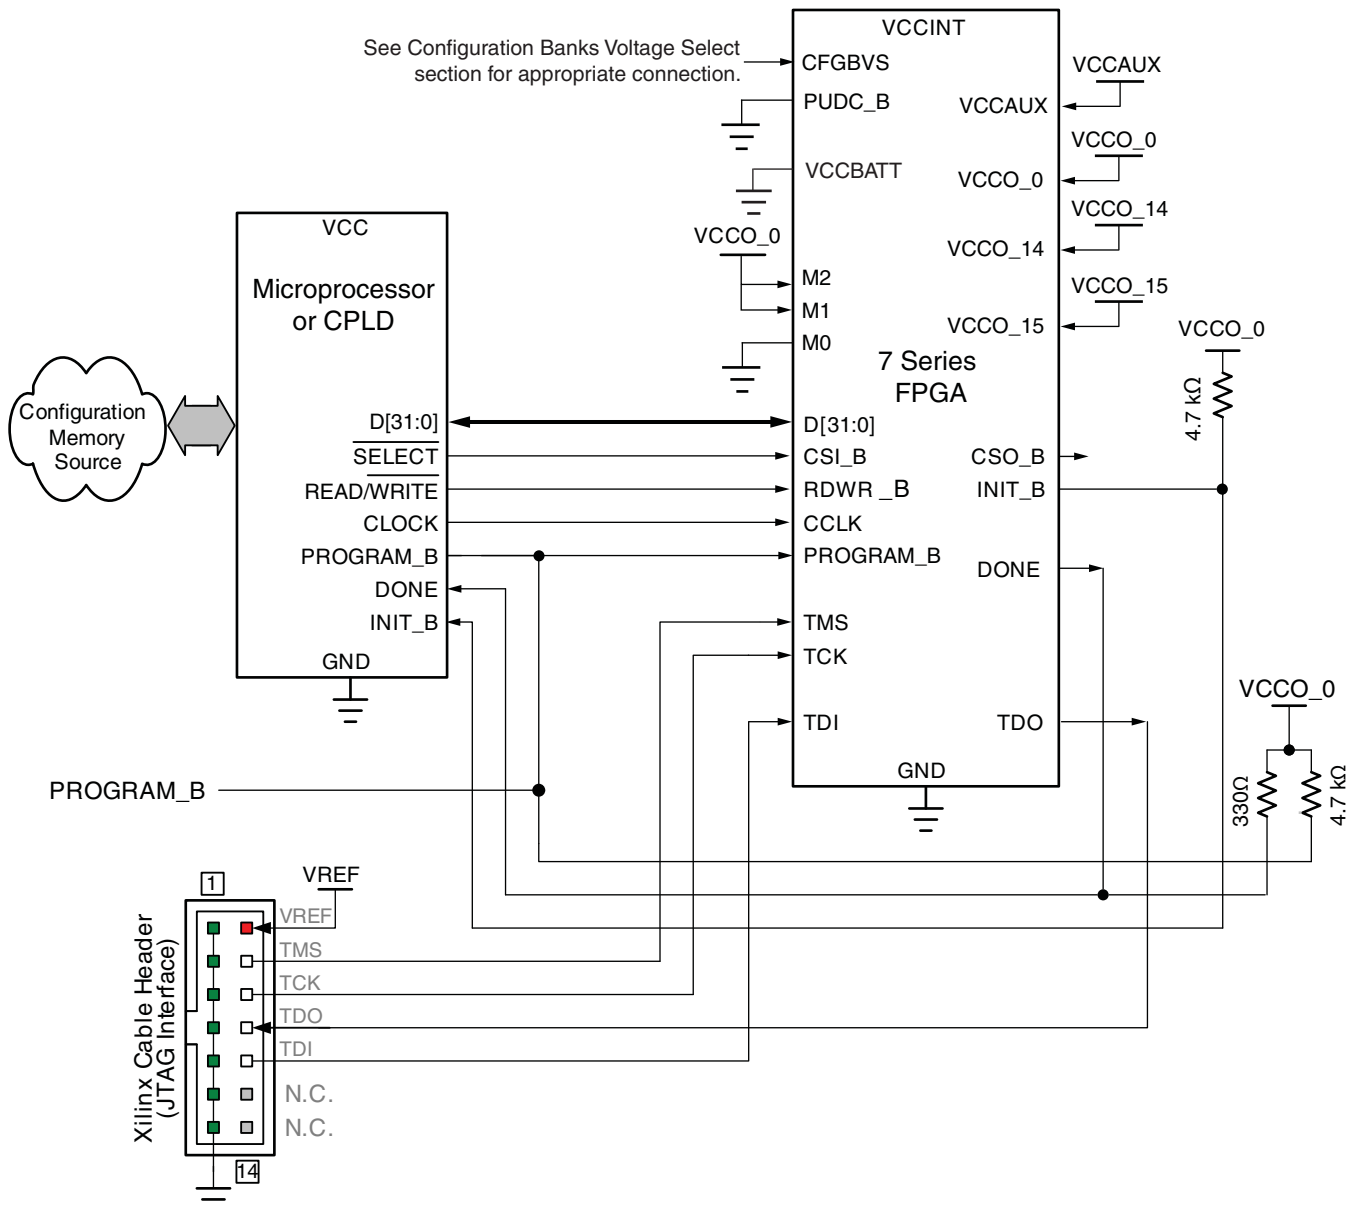 See Configuration Banks Voltage Select
section for appropriate connection.
VCCINT
CFGBVS
PUDC_B
VCCBATT
VCCO_0
M2
M1
M0
7 Series
FPGA
VCCAUX
VCCAUX
VCCO_0
VCCO_0
VCCO_14
VCCO_14
VCCO_15
VCCO_15
VCCO_0
4.7 kΩ
VCC
Microprocessor
or CPLD
Configuration
Memory
Source
D[31:0]
SELECT
READ/WRITE
CLOCK
PROGRAM_B
DONE
INIT_B
GND
D[31:0]
CSI_B
RDWR _B
CCLK
PROGRAM_B
TMS
TCK
TDI
CSO_B
INIT_B
DONE
TDO
GND
VCCO_0
330Ω
4.7 kΩ
PROGRAM_B
1
VREF
VREF
TMS
TCK
TDO
TDI
N.C.
N.C.
14
Xilinx Cable Header
(JTAG Interface)